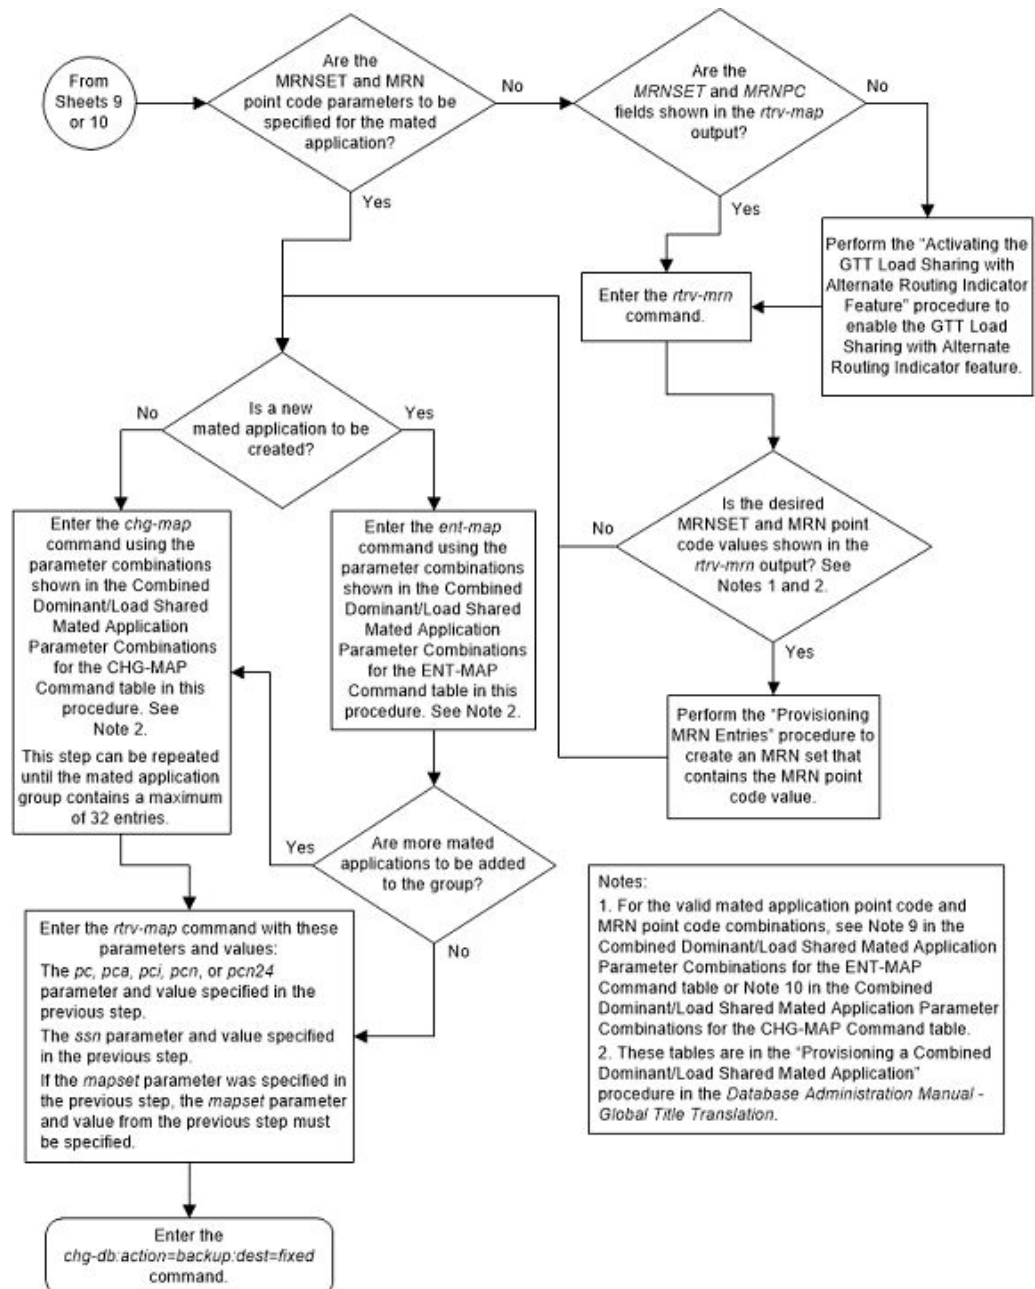 From
Sheets 9
or 10
Are the
MRNSET and MRN
point code parameters to be
specified for the mated
application?
No
Yes
Are the
MRNSET and MRNPC
fields shown in the rtrv-map
output?
No
Yes
Perform the "Activating the
GTT Load Sharing with
Alternate Routing Indicator
Feature" procedure to
enable the GTT Load
Sharing with Alternate
Routing Indicator feature.
Enter the rtrv-mrn
command.
Is a new
mated application to be
created?
No
Yes
Is the desired
MRNSET and MRN point
code values shown in the
rtrv-mrn output? See
Notes 1 and 2.
No
Yes
Enter the chg-map
command using the
parameter combinations
shown in the Combined
Dominant/Load Shared
Mated Application
Parameter Combinations
for the CHG-MAP
Command table in this
procedure. See
Note 2.
This step can be repeated
until the mated application
group contains a maximum
of 32 entries.
Enter the ent-map
command using the
parameter combinations
shown in the Combined
Dominant/Load Shared
Mated Application
Parameter Combinations
for the ENT-MAP
Command table in this
procedure. See Note 2.
Perform the "Provisioning
MRN Entries" procedure to
create an MRN set that
contains the MRN point
code value.
Are more mated
applications to be added
to the group?
Yes
No
Enter the rtrv-map command with these
parameters and values:
The pc, pca, pci, pcn, or pcn24
parameter and value specified in the
previous step.
The ssn parameter and value specified
in the previous step.
If the mapset parameter was specified in
the previous step, the mapset parameter
and value from the previous step must
be specified.
Notes:
1. For the valid mated application point code and
MRN point code combinations, see Note 9 in the
Combined Dominant/Load Shared Mated Application
Parameter Combinations for the ENT-MAP
Command table or Note 10 in the Combined
Dominant/Load Shared Mated Application Parameter
Combinations for the CHG-MAP Command table.
2. These tables are in the "Provisioning a Combined
Dominant/Load Shared Mated Application"
procedure in the Database Administration Manual -
Global Title Translation.
Enter the
chg-db:action=backup:dest=fixed
command.